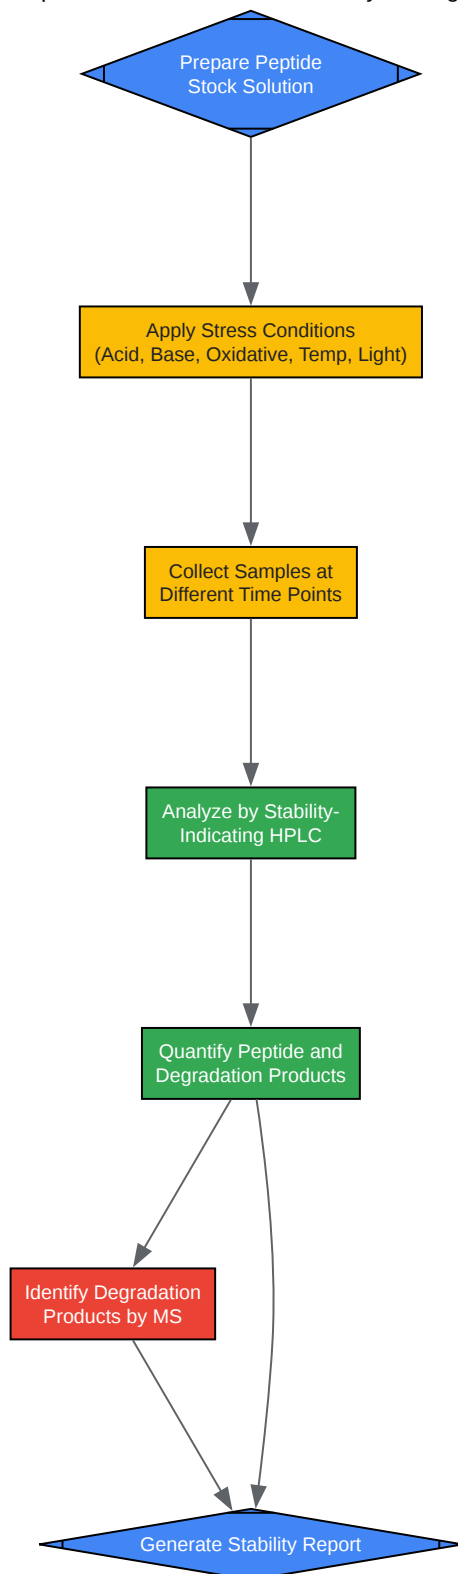 Prepare Peptide
Stock Solution
Apply Stress Conditions
(Acid, Base, Oxidative, Temp, Light)
Collect Samples at
Different Time Points
Analyze by Stability-
Indicating HPLC
Quantify Peptide and
Degradation Products
Identify Degradation
Products by MS
Generate Stability Report